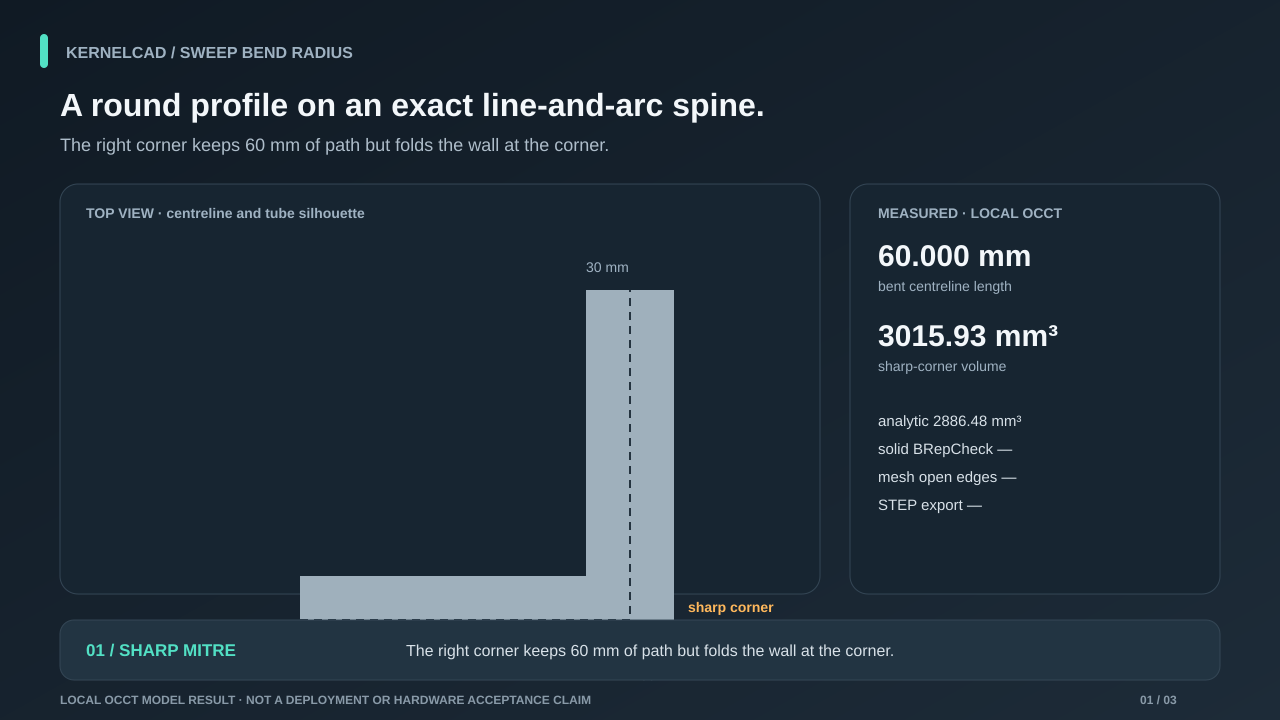 KERNELCAD / SWEEP BEND RADIUS
A round profile on an exact line-and-arc spine.
The right corner keeps 60 mm of path but folds the wall at the corner.
TOP VIEW · centreline and tube silhouette
30 mm
sharp corner
MEASURED · LOCAL OCCT
60.000 mm
bent centreline length
3015.93 mm³
sharp-corner volume
analytic 2886.48 mm³
solid BRepCheck —
mesh open edges —
STEP export —
01 / SHARP MITRE
The right corner keeps 60 mm of path but folds the wall at the corner.
LOCAL OCCT MODEL RESULT · NOT A DEPLOYMENT OR HARDWARE ACCEPTANCE CLAIM
01 / 03